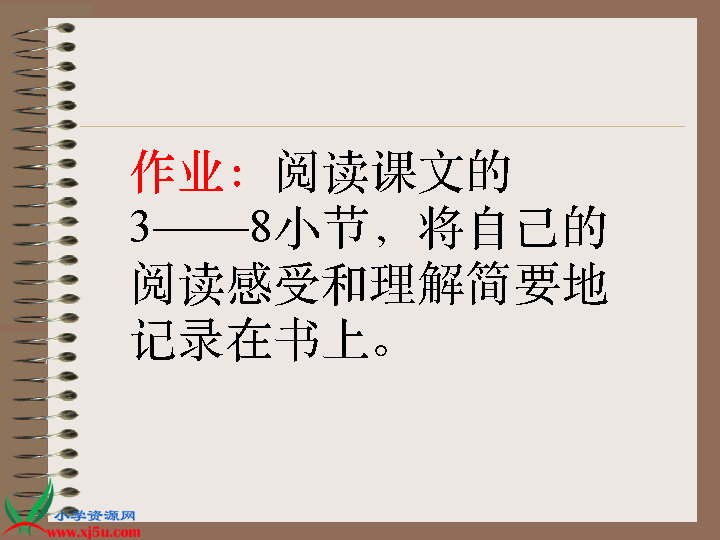 作业：阅读课文的
3——8小节，将自己的
阅读感受和理解简要地
记录在书上。
小学资源网
www.xj5u.com